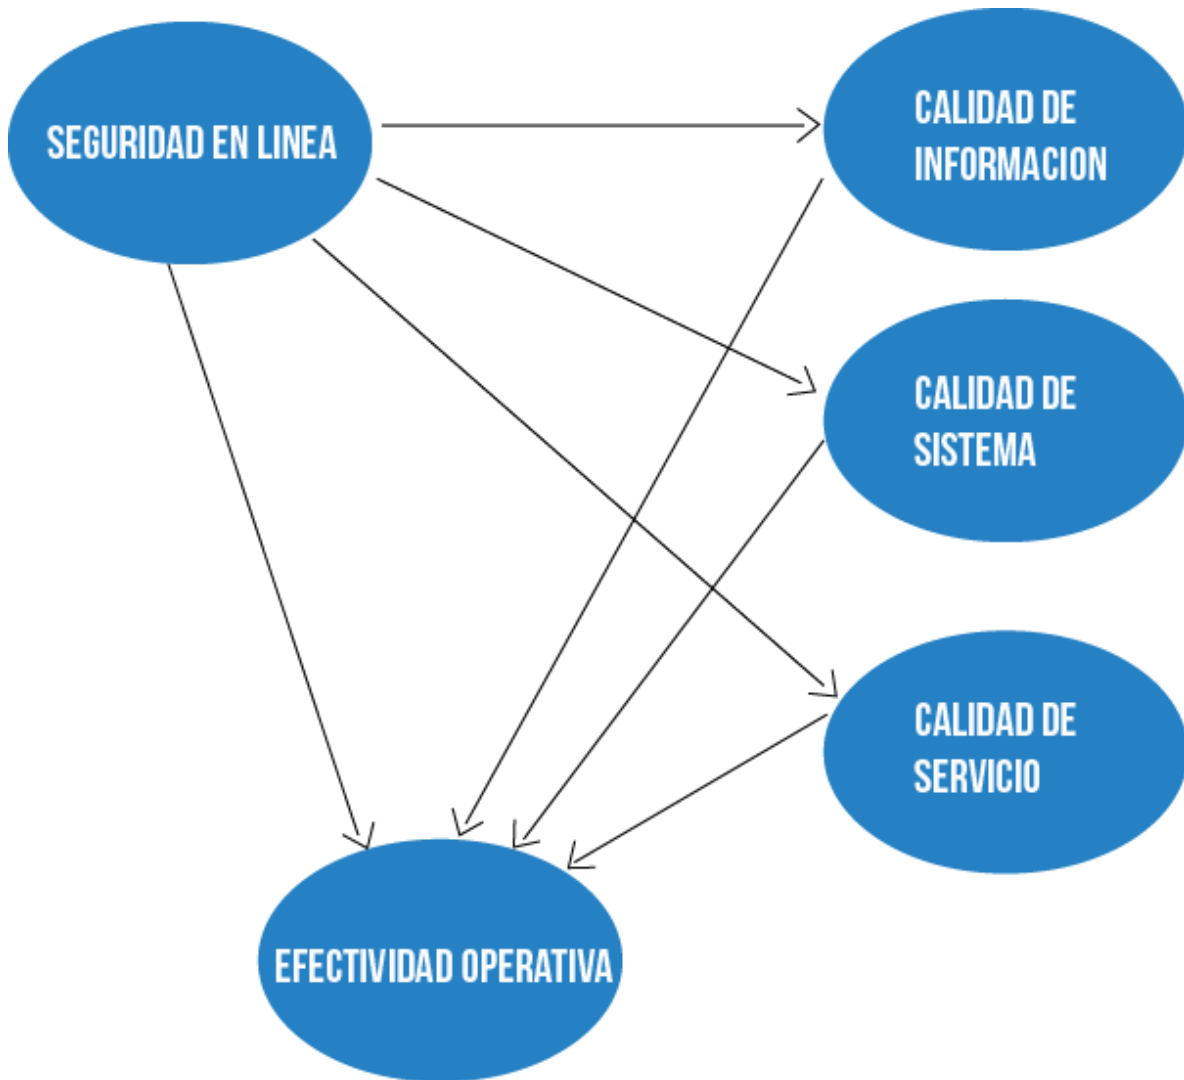 SEGURIDAD EN LINEA
CALIDAD DE
INFORMACION
CALIDAD DE
SISTEMA
CALIDAD DE
SERVICIO
EFECTIVIDAD OPERATIVA